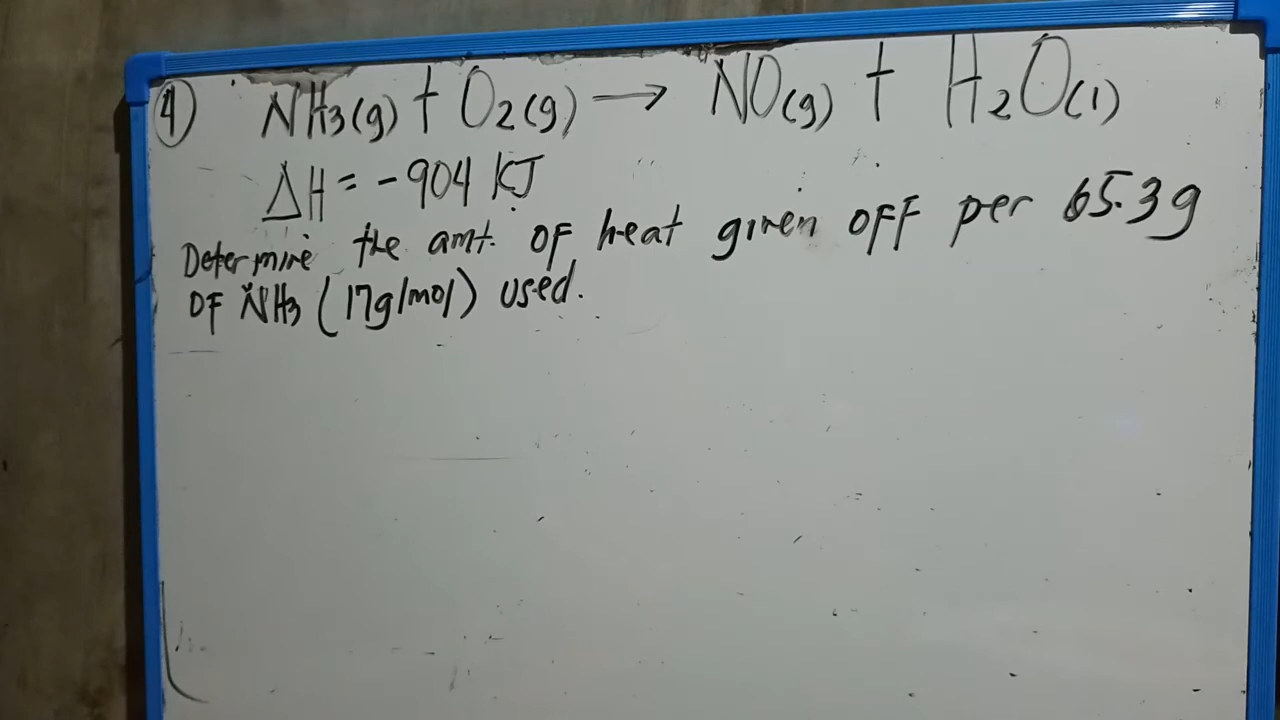 4) NH3(g) + O2(g) → NO(g) + H2O(l)
ΔH = -904 KJ
Determine the amt. OF heat given OFF per 65.3g
OF NH3 (17g/mol) used.